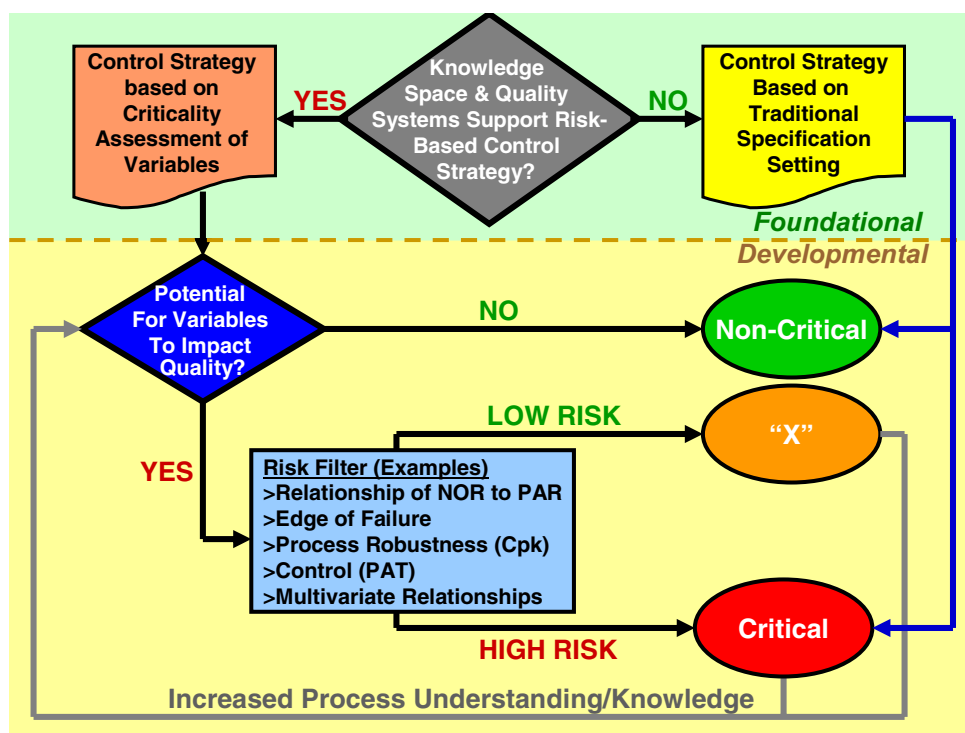 Control Strategy
based on
Criticality
Assessment of
Variables
YES
Knowledge
Space & Quality
Systems Support Risk-
Based Control
Strategy?
NO
Control Strategy
Based on
Traditional
Specification
Setting
Foundational
Developmental
Potential
For Variables
To Impact
Quality?
NO
Non-Critical
YES
LOW RISK
"X"
Risk Filter (Examples)
>Relationship of NOR to PAR
>Edge of Failure
>Process Robustness (Cpk)
>Control (PAT)
>Multivariate Relationships
HIGH RISK
Critical
Increased Process Understanding/Knowledge